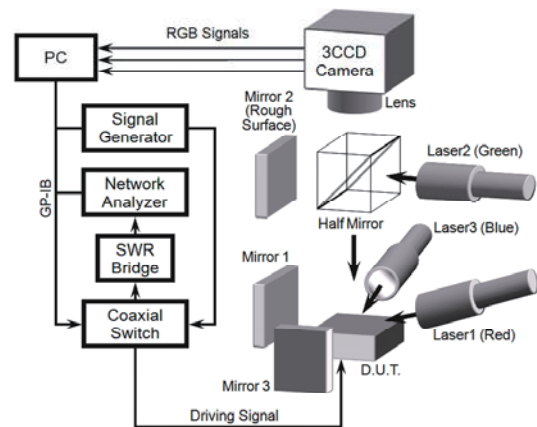 RGB Signals
PC
3CCD
Camera
Lens
Mirror 2
(Rough
Surface)
Signal
Generator
Laser2 (Green)
GP-IB
Network
Analyzer
Half Mirror
Laser3 (Blue)
SWR
Bridge
Mirror 1
Coaxial
Switch
Laser1 (Red)
D.U.T.
Mirror 3
Driving Signal